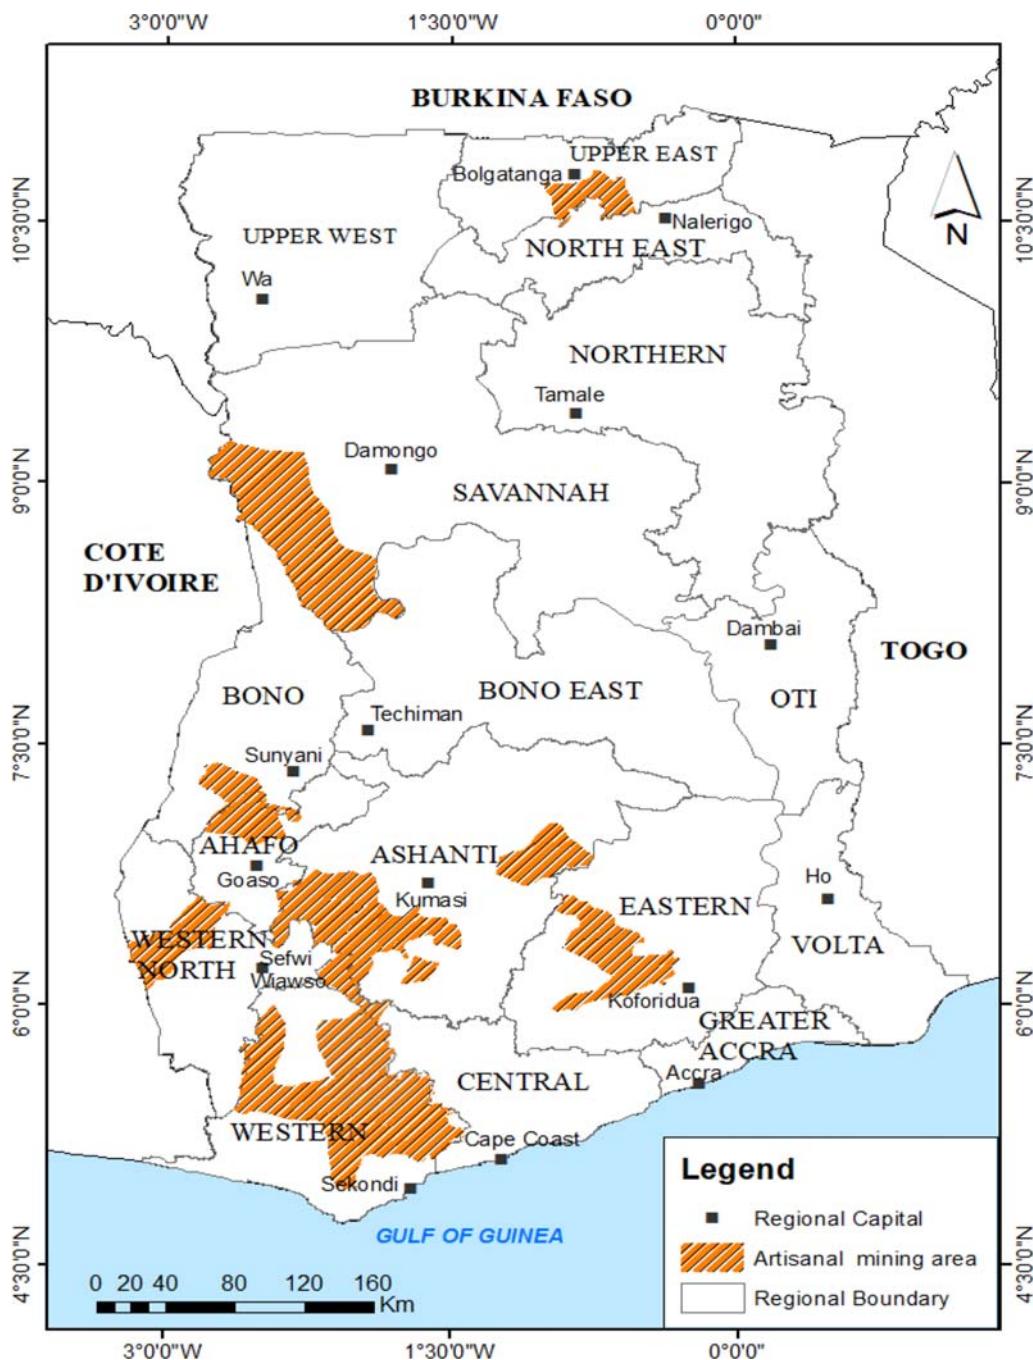 3°0'0"W 1°30'0"W 0°0'0"
BURKINA FASO
UPPER EAST
Bolgatanga
10°30'0"N
10°30'0"N
Nalerigo
N
UPPER WEST
NORTH EAST
Wa
NORTHERN
Tamale
Damongo
9°0'0"N
9°0'0"N
SAVANNAH
COTE
D'IVOIRE
Dambai
TOGO
BONO
BONO EAST
OTI
Techiman
7°30'0"N
7°30'0"N
Sunyani
AHAFO
ASHANTI
Goaso
Kumasi
Ho
EASTERN
WESTERN
NORTH
VOLTA
Sefwi
Wiawso
6°0'0"N
6°0'0"N
Koforidua
GREATER
ACCRA
Accra
CENTRAL
WESTERN
Cape Coast
Sekondi
GULF OF GUINEA
Legend
Regional Capital
Artisanal mining area
Regional Boundary
4°30'0"N
4°30'0"N
0 20 40 80 120 160
Km
3°0'0"W 1°30'0"W 0°0'0"